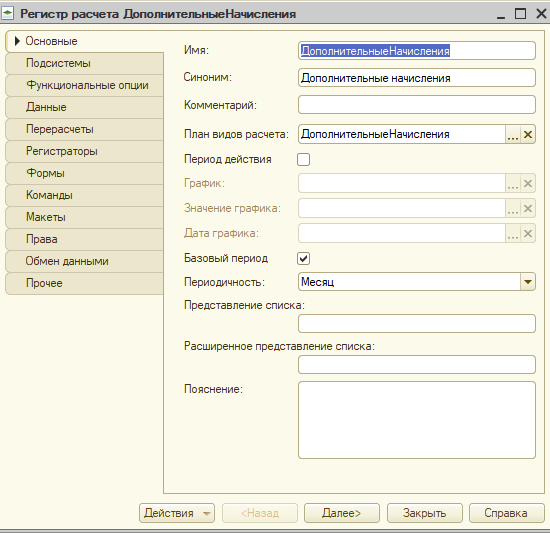 Регистр расчета ДополнительныеНачисления
Основные
Подсистемы
Функциональные опции
Данные
Перерасчеты
Регистраторы
Формы
Команды
Макеты
Права
Обмен данными
Прочее
Имя: ДополнительныеНачисления
Синоним: Дополнительные начисления
Комментарий:
План видов расчета: ДополнительныеНачисления ...
Период действия
График: ...
Значение графика: ...
Дата графика: ...
Базовый период
Периодичность: Месяц
Представление списка:
Расширенное представление списка:
Пояснение:
Действия <Назад Далее> Закрыть Справка